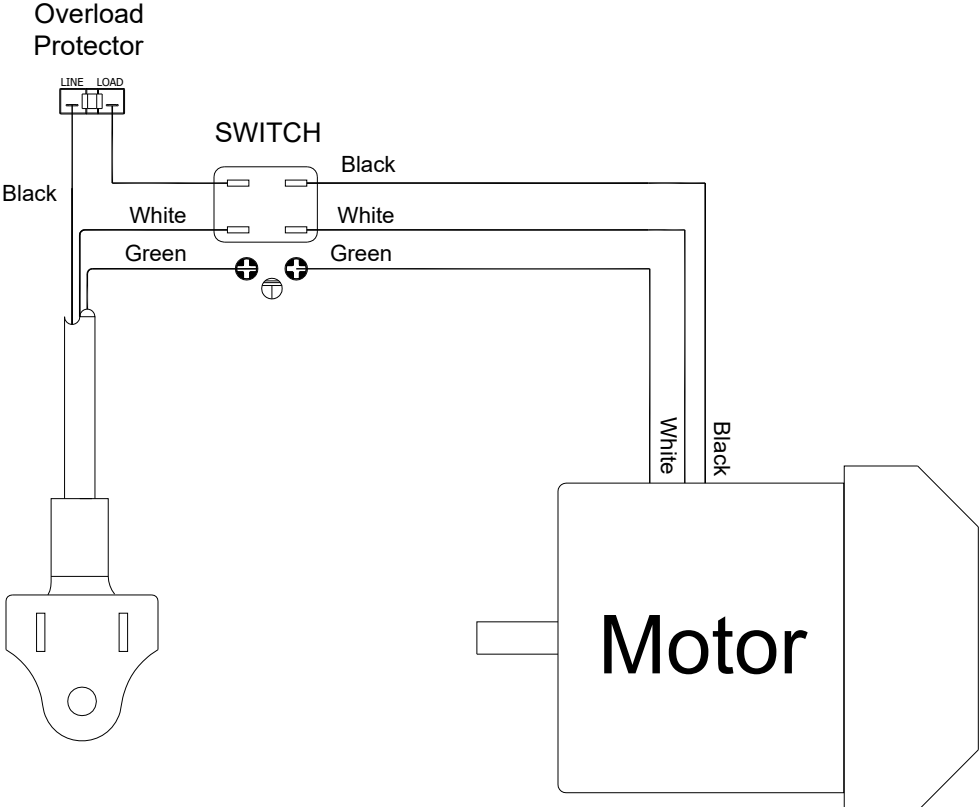 Overload
Protector
LINE LOAD
SWITCH
Black
Black
White
White
Green
Green
White
Black
Motor